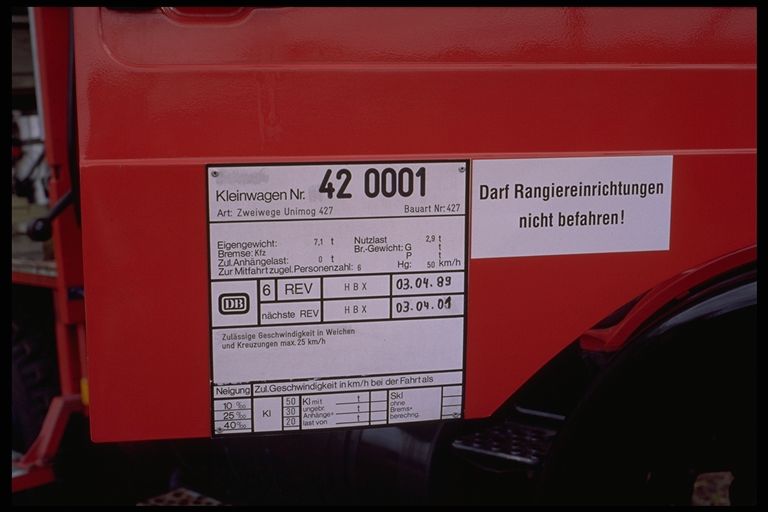 Kleinwagen Nr. 42 0001
Art: Zweiwege Unimog 427 Bauart Nr: 427
Eigengewicht: 7,1 t Nutzlast 2,9 t
Bremse: Kfz Br.-Gewicht: G t
Zul. Anhängelast: 0 t P t
Zur Mitfahrt zugel. Personenzahl: 6 Hg: 50 km/h
DB 6 REV HBX 03.04.89
nächste REV HBX 03.04.01
Zulässige Geschwindigkeit in Weichen
und Kreuzungen max. 25 km/h
Neigung Zul. Geschwindigkeit in km/h bei der Fahrt als
10 ‰ Kl 50 Kl mit t Skl
25 ‰ 30 ungebr. t ohne
40 ‰ 20 Anhänge= t Brems=
last von t berechng.
Darf Rangiereinrichtungen
nicht befahren!